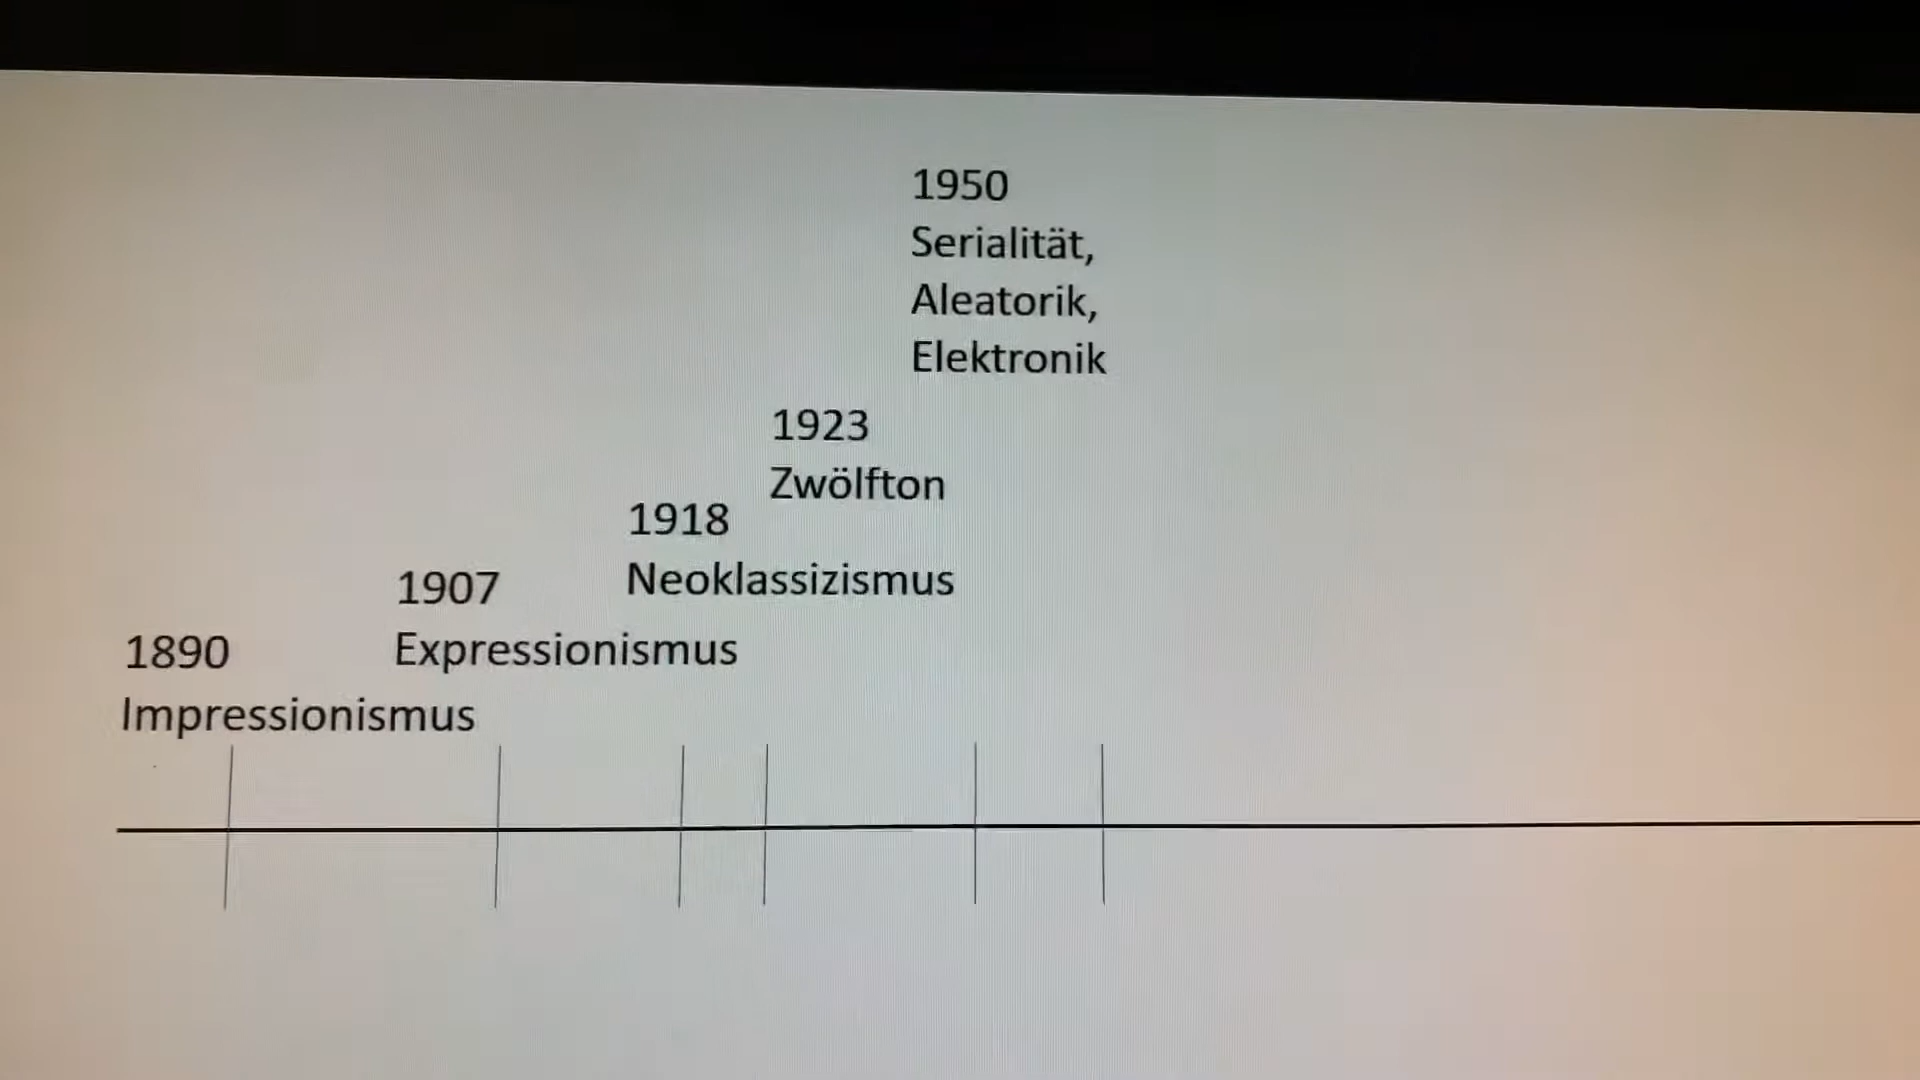 1950
Serialität,
Aleatorik,
Elektronik
1923
Zwölfton
1918
Neoklassizismus
1907
Expressionismus
1890
Impressionismus